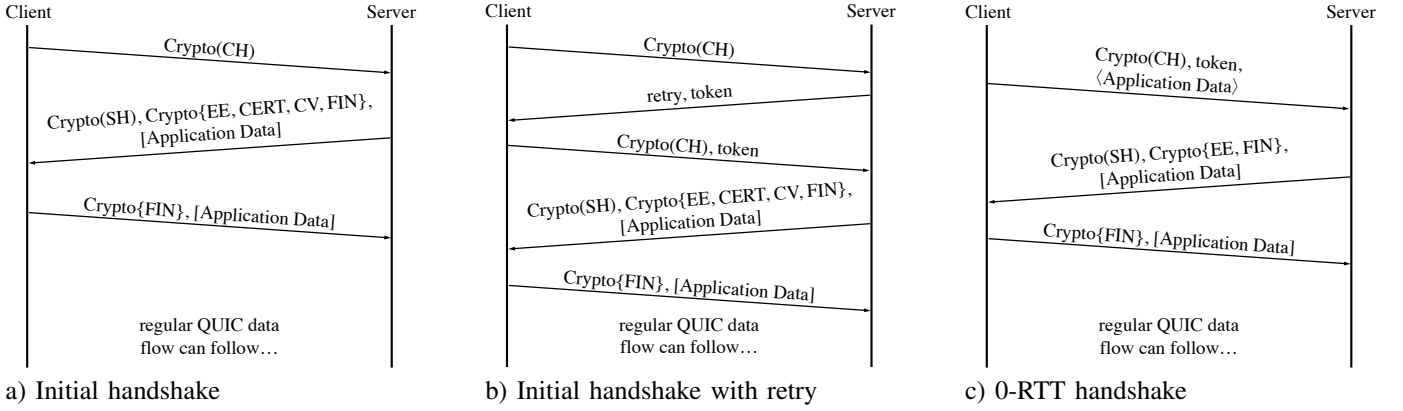 Client Server
Crypto(CH)
Crypto(SH), Crypto{EE, CERT, CV, FIN},
[Application Data]
Crypto{FIN}, [Application Data]
regular QUIC data
flow can follow…
a) Initial handshake
Client Server
Crypto(CH)
retry, token
Crypto(CH), token
Crypto(SH), Crypto{EE, CERT, CV, FIN},
[Application Data]
Crypto{FIN}, [Application Data]
regular QUIC data
flow can follow…
b) Initial handshake with retry
Client Server
Crypto(CH), token,
⟨Application Data⟩
Crypto(SH), Crypto{EE, FIN},
[Application Data]
Crypto{FIN}, [Application Data]
regular QUIC data
flow can follow…
c) 0-RTT handshake